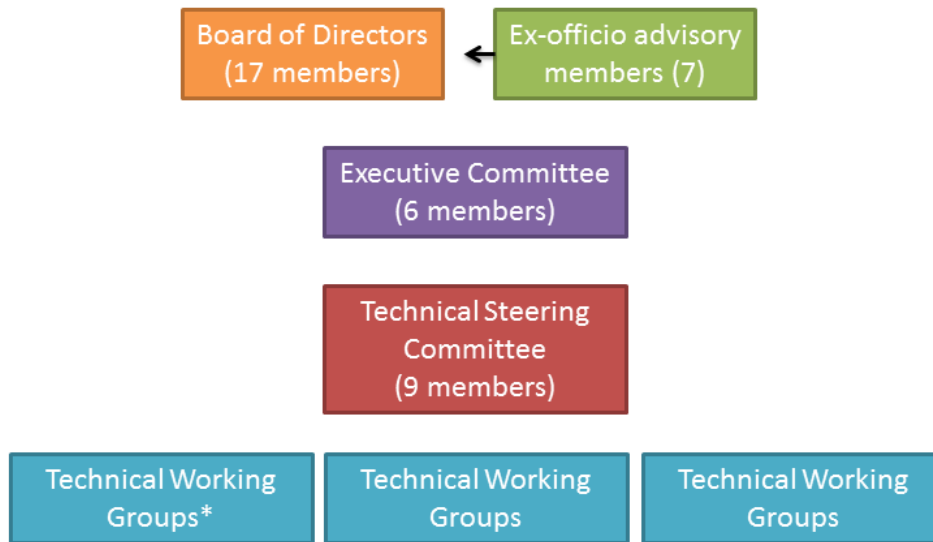 Board of Directors
(17 members)
Ex-officio advisory
members (7)
Executive Committee
(6 members)
Technical Steering
Committee
(9 members)
Technical Working
Groups*
Technical Working
Groups
Technical Working
Groups